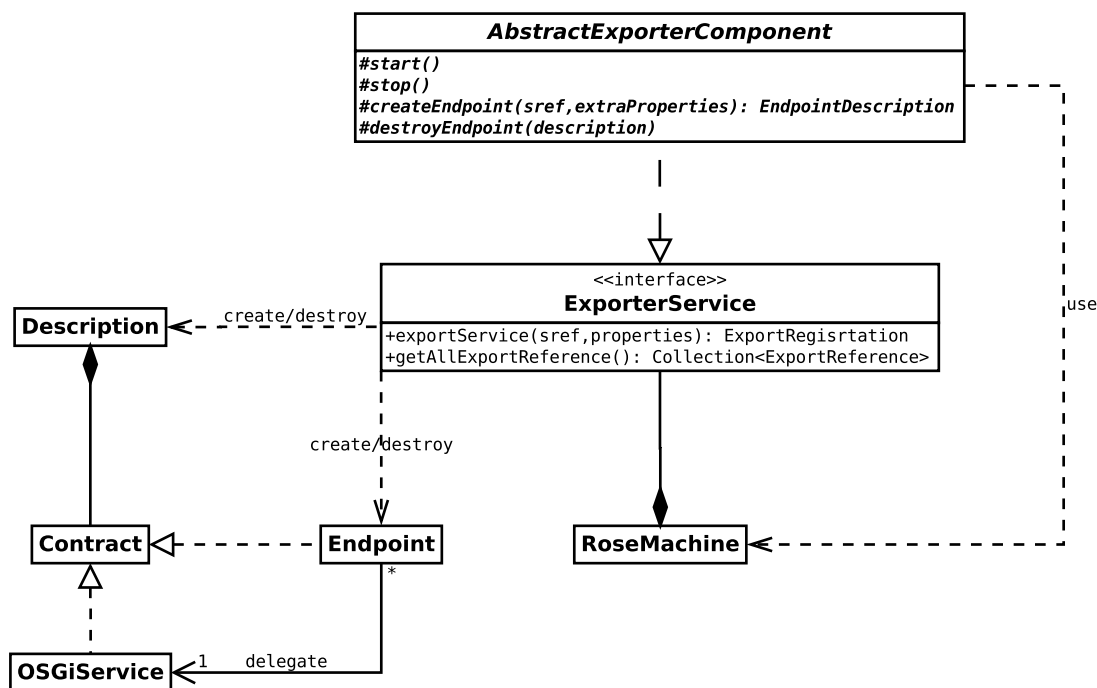 AbstractExporterComponent
#start()
#stop()
#createEndpoint(sref,extraProperties): EndpointDescription
#destroyEndpoint(description)
<<interface>>
ExporterService
+exportService(sref,properties): ExportRegisrtation
+getAllExportReference(): Collection<ExportReference>
use
Description
create/destroy
create/destroy
Contract
Endpoint
RoseMachine
*
OSGiService
1
delegate